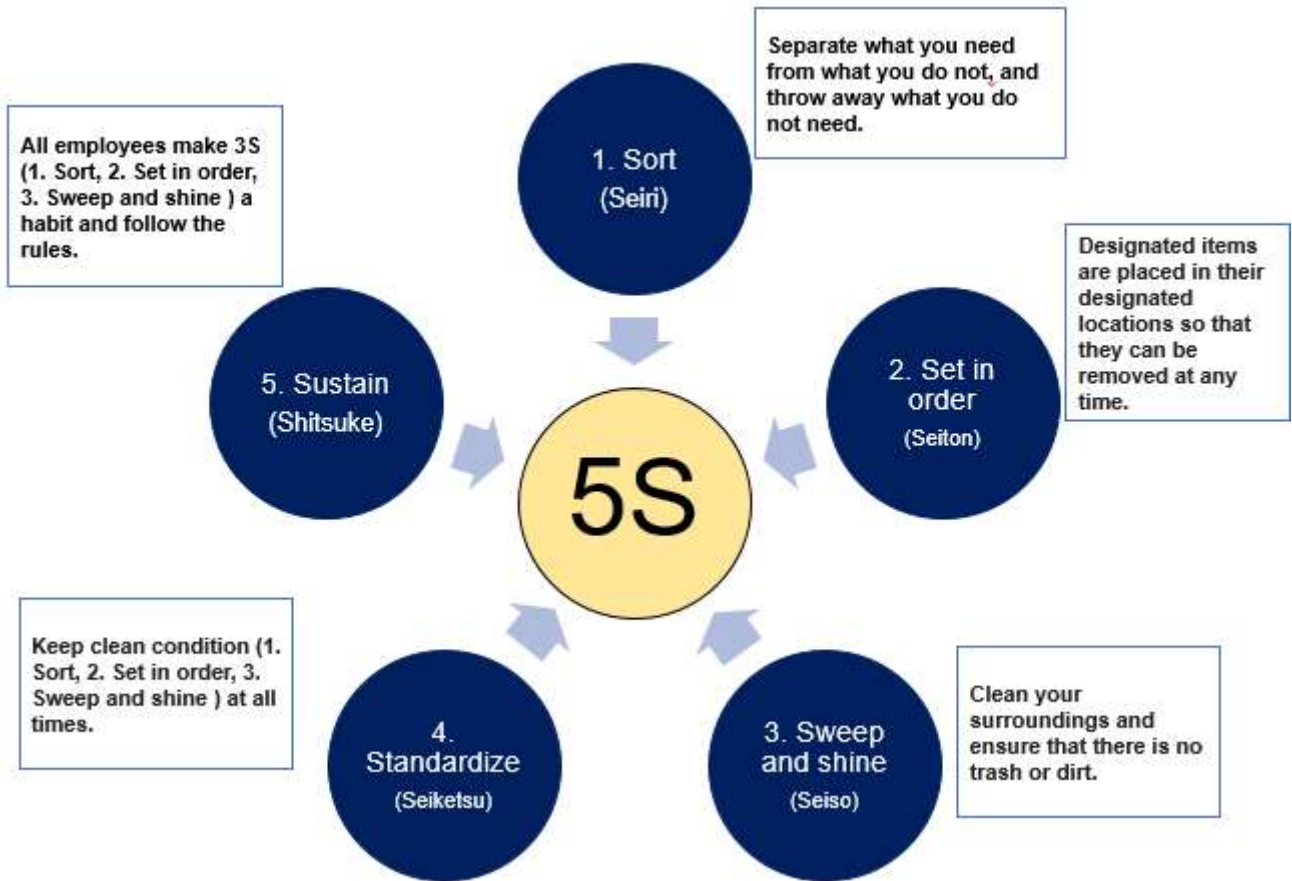 1. Sort
(Seiri)
Separate what you need
from what you do not, and
throw away what you do
not need.
2. Set in
order
(Seiton)
Designated items
are placed in their
designated
locations so that
they can be
removed at any
time.
3. Sweep
and shine
(Seiso)
Clean your
surroundings and
ensure that there is no
trash or dirt.
4.
Standardize
(Seiketsu)
Keep clean condition (1.
Sort, 2. Set in order, 3.
Sweep and shine ) at all
times.
5. Sustain
(Shitsuke)
All employees make 3S
(1. Sort, 2. Set in order,
3. Sweep and shine ) a
habit and follow the
rules.
5S